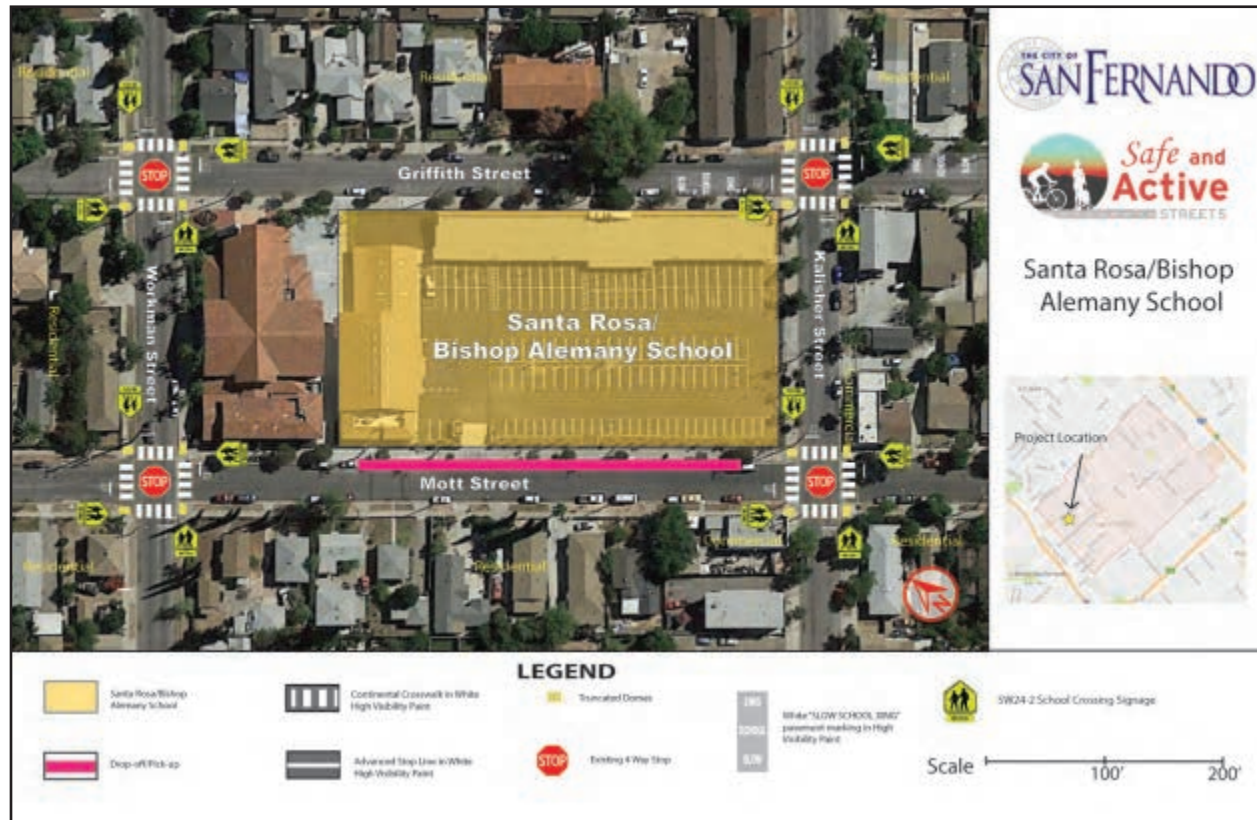 Residential
Residential
Residential
Griffith Street
STOP
STOP
Workman Street
Residential
Santa Rosa/
Bishop Alemany School
Kalisher Street
Commercial
STOP
STOP
Mott Street
Residential
Residential
Commercial
Residential
N
THE CITY OF
SAN FERNANDO
Safe and
Active
STREETS
Santa Rosa/Bishop
Alemany School
Project Location
LEGEND
Santa Rosa/Bishop
Alemany School
Drop-off/Pick-up
Continental Crosswalk in White
High Visibility Paint
Advanced Stop Line in White
High Visibility Paint
Truncated Domes
STOP
Existing 4 Way Stop
White "SLOW SCHOOL XING"
pavement marking in High
Visibility Paint
SW24-2 School Crossing Signage
Scale
100'
200'